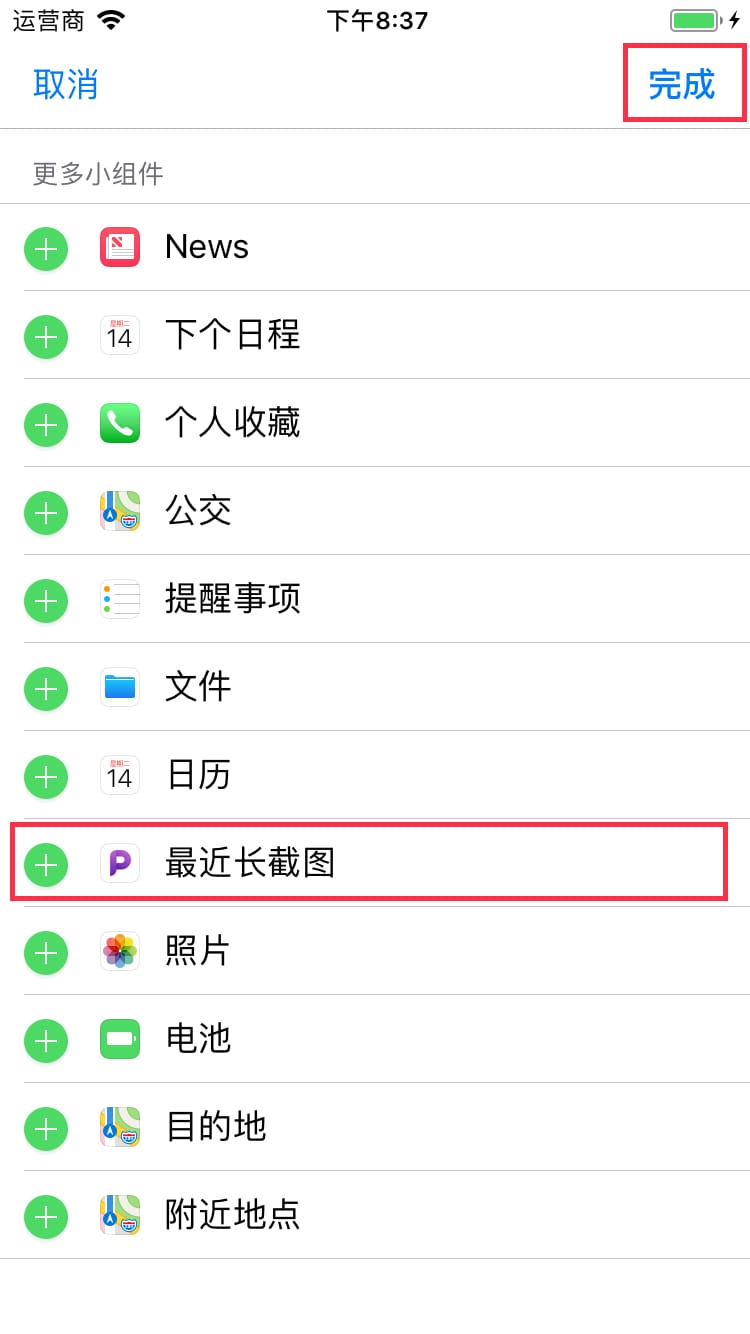 运营商 下午8:37
取消 完成
更多小组件
News
星期二
14
下个日程
个人收藏
公交
提醒事项
文件
星期二
14
日历
P
最近长截图
照片
电池
目的地
附近地点